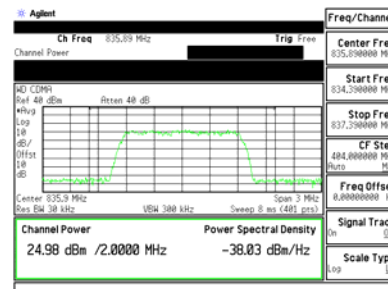 Agilent
Freq/Channe
Ch Freq 835.89 MHz Trig Free
Channel Power
Center Fre
835.890000 M
Start Fre
834.390000 M
Stop Fre
837.390000 M
CF Ste
404.000000 M
Auto M
Freq Offse
0.00000000
Signal Trac
On
Scale Typ
Log
WD CDMA
Ref 40 dBm Atten 40 dB
#Avg
Log
10
dB/
Offst
10
dB
Center 835.9 MHz Span 3 MHz
Res BW 30 kHz VBW 300 kHz Sweep 8 ms (401 pts)
Channel Power Power Spectral Density
24.98 dBm /2.0000 MHz -38.03 dBm/Hz